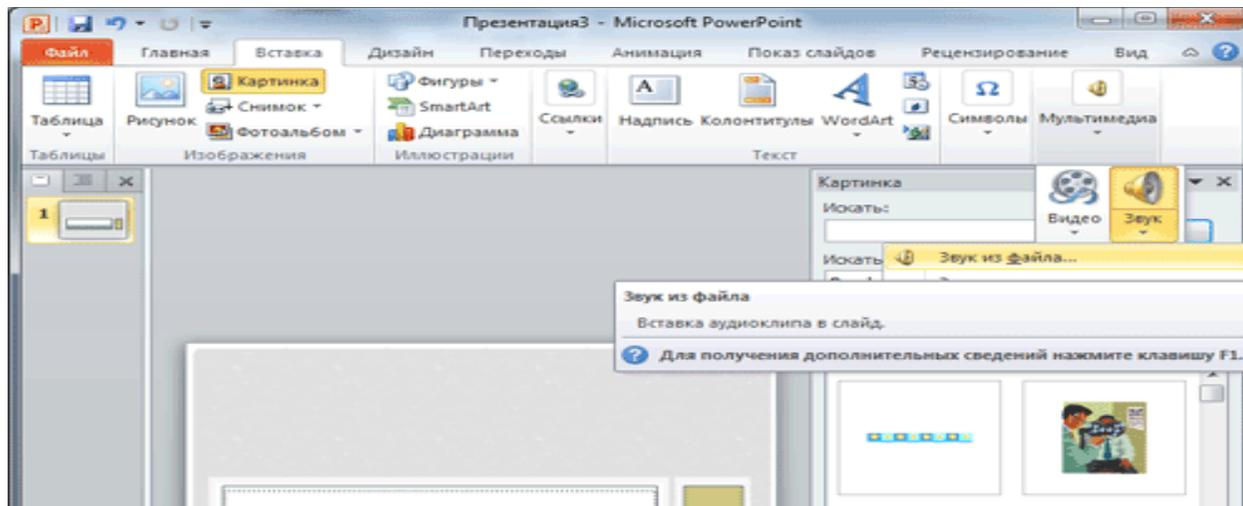 Презентация3 - Microsoft PowerPoint
Файл Главная Вставка Дизайн Переходы Анимация Показ слайдов Рецензирование Вид
Таблица
Таблицы
Рисунок
Картинка
Снимок
Фотоальбом
Изображения
Фигуры
SmartArt
Диаграмма
Иллюстрации
Ссылки
Надпись Колонтитулы WordArt
Текст
Символы
Мультимедиа
1
Картинка
Искать:
Видео Звук
Искать
Звук из файла...
Звук из файла
Вставка аудиоклипа в слайд.
Для получения дополнительных сведений нажмите клавишу F1.